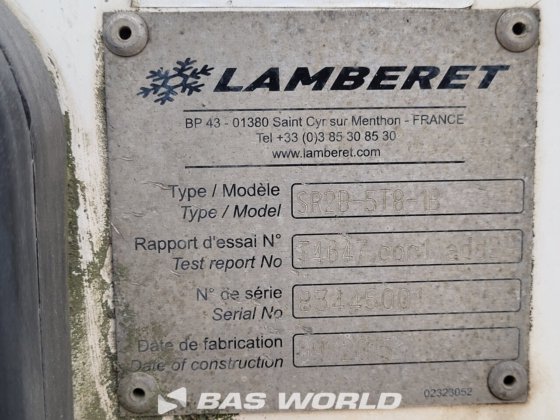 LAMBERET
BP 43 - 01380 Saint Cyr sur Menthon - FRANCE
Tel +33 (0)3 85 30 85 30
www.lamberet.com
Type / Modèle
Type / Model
Rapport d'essai N°
Test report No
N° de série
Serial No
Date de fabrication
Date of construction
02323052
BAS WORLD